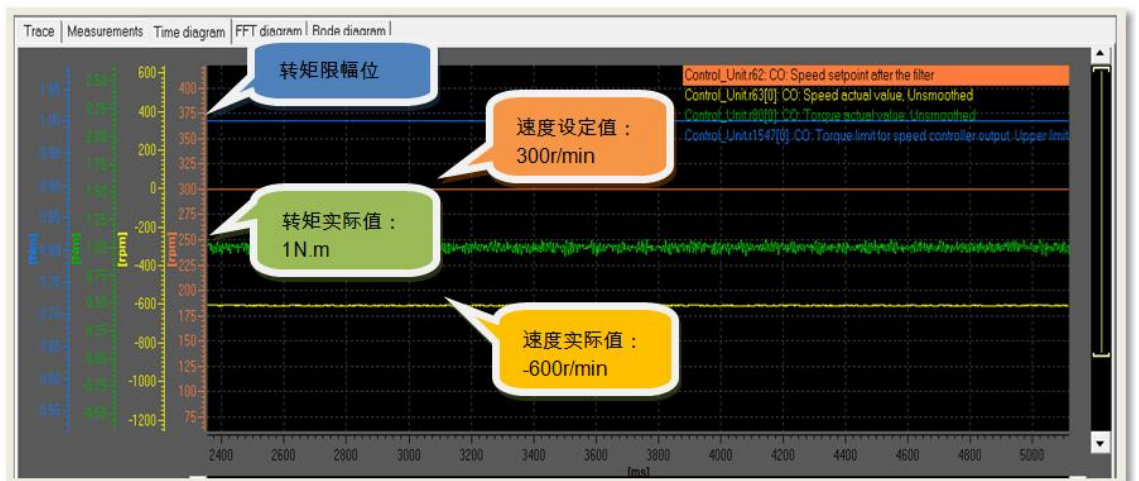 Trace Measurements Time diagram FFT diagram Bode diagram
转矩限幅位
Control_Unit.r62: CO: Speed setpoint after the filter
Control_Unit.r63[0]: CO: Speed actual value, Unsmoothed
Control_Unit.r80[0]: CO: Torque actual value: Unsmoothed
Control_Unit.r1547[0]: CO: Torque limit for speed controller output, Upper limit
速度设定值：
300r/min
转矩实际值：
1N.m
速度实际值：
-600r/min
600
400
200
0
-200
-400
-600
-800
-1000
-1200
[rpm]
400
375
350
325
300
275
250
225
200
175
150
125
100
75
[rpm]
[Nm]
[Nm]
2400 2600 2800 3000 3200 3400 3600 3800 4000 4200 4400 4600 4800 5000
[ms]